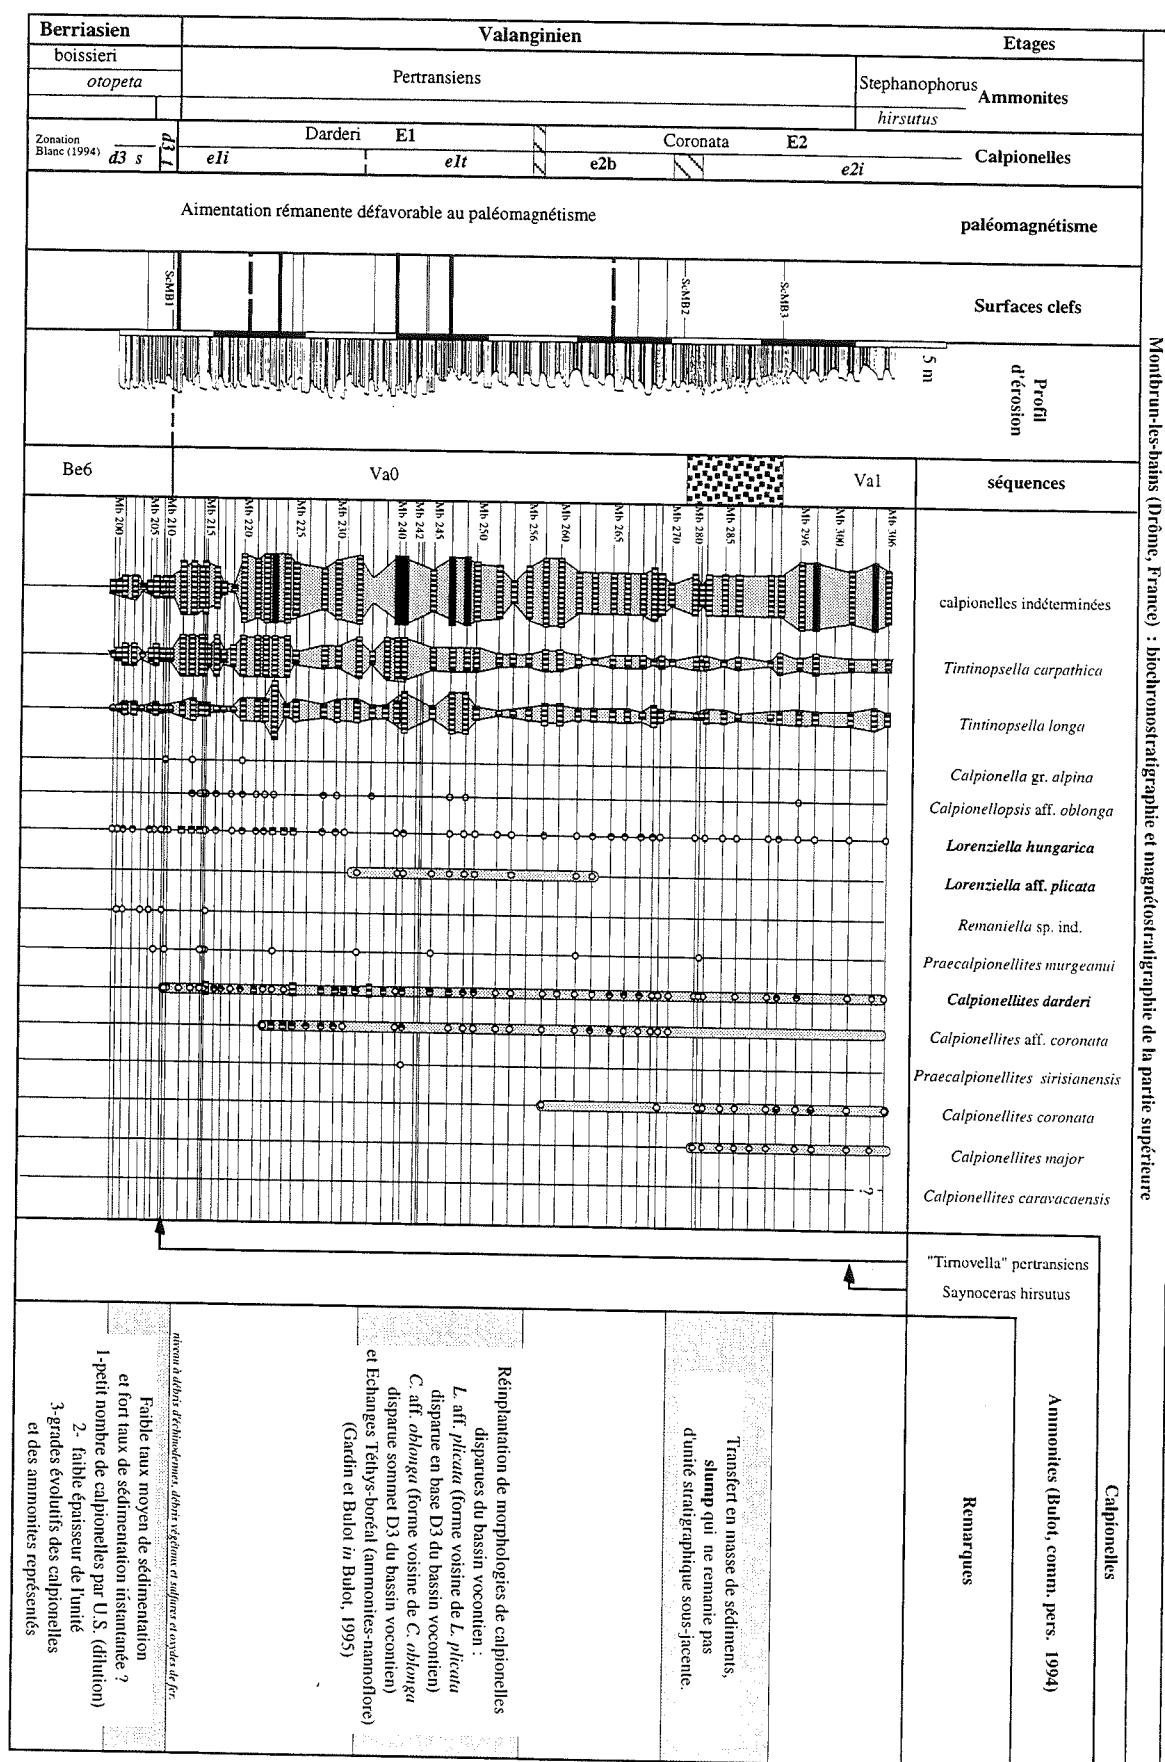 Montbrun-les-bains (Drôme, France) : biochronostratigraphie et magnétostratigraphie de la partie supérieure
Berriasien
Valanginien
Etages
boissieri
otopeta
Pertransiens
Stephanophorus
hirsutus
Ammonites
Zonation
Blanc (1994)
d3 s
d3 t
Darderi E1
e1i
e1t
Coronata E2
e2b
e2i
Calpionelles
Aimentation rémanente défavorable au paléomagnétisme
paléomagnétisme
ScMB1
ScMB2
ScMB3
Surfaces clefs
5 m
Profil
d'érosion
Be6
Va0
Va1
séquences
Mb 200
Mb 205
Mb 210
Mb 215
Mb 220
Mb 225
Mb 230
Mb 240
Mb 242
Mb 245
Mb 250
Mb 256
Mb 260
Mb 265
Mb 270
Mb 280
Mb 285
Mb 296
Mb 300
Mb 306
calpionelles indéterminées
Tintinopsella carpathica
Tintinopsella longa
Calpionella gr. alpina
Calpionellopsis aff. oblonga
Lorenziella hungarica
Lorenziella aff. plicata
Remaniella sp. ind.
Praecalpionellites murgeanui
Calpionellites darderi
Calpionellites aff. coronata
Praecalpionellites sirisianensis
Calpionellites coronata
Calpionellites major
?
Calpionellites caravacaensis
"Tirnovella" pertransiens
Saynoceras hirsutus
Calpionelles
Ammonites (Bulot, comm. pers. 1994)
Remarques
Transfert en masse de sédiments,
slump qui ne remanie pas
d'unité stratigraphique sous-jacente.
Réinplantation de morphologies de calpionelles
disparues du bassin vocontien :
L. aff. plicata (forme voisine de L. plicata
disparue en base D3 du bassin vocontien)
C. aff. oblonga (forme voisine de C. oblonga
disparue sommet D3 du bassin vocontien)
et Echanges Téthys-boréal (ammonites-nannoflore)
(Gardin et Bulot in Bulot, 1995)
niveau à débris d'échinodermes, débris végétaux et sulfures et oxydes de fer.
Faible taux moyen de sédimentation
et fort taux de sédimentation instantanée ?
1-petit nombre de calpionelles par U.S. (dilution)
2- faible épaisseur de l'unité
3-grades évolutifs des calpionelles
et des ammonites représentés